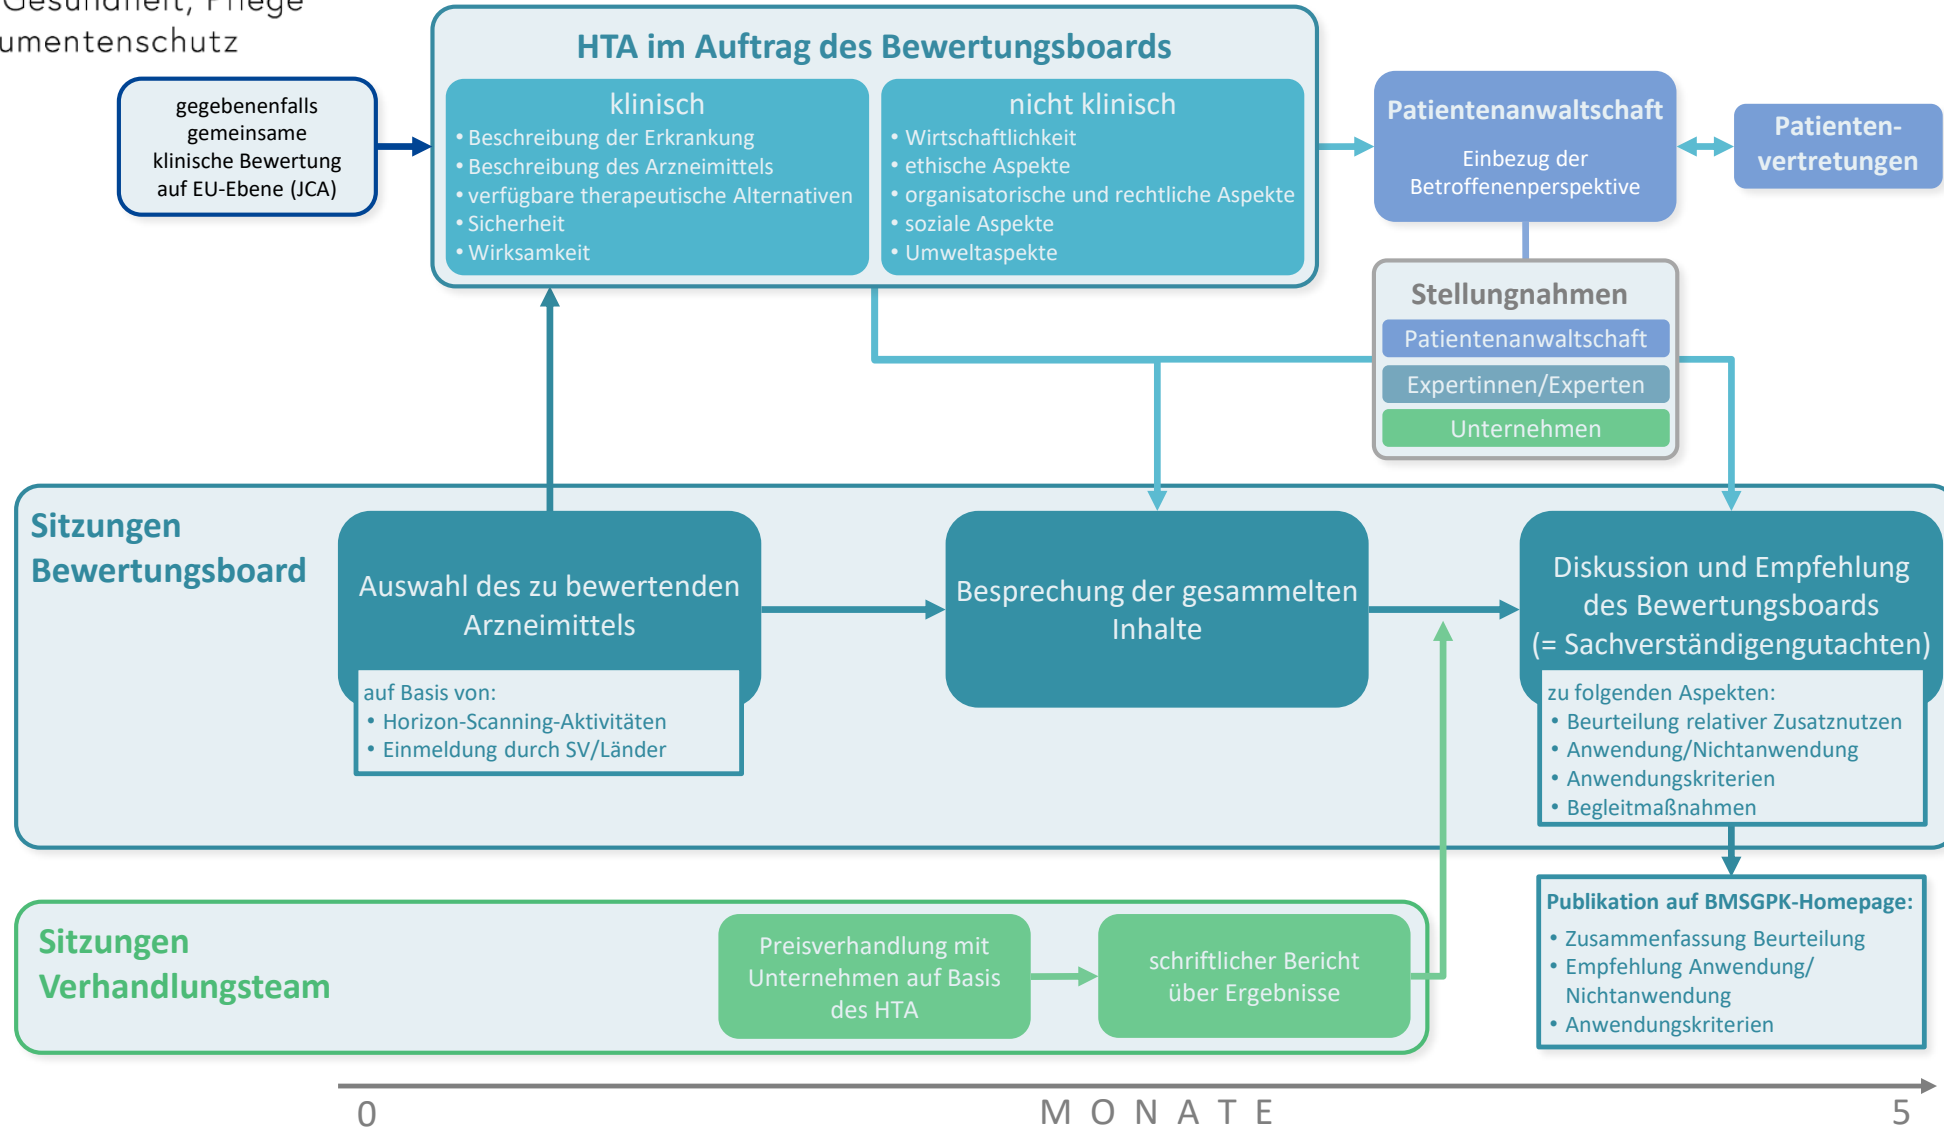 Gesundheit, Pflege
umentenschutz
gegebenenfalls
gemeinsame
klinische Bewertung
auf EU-Ebene (JCA)
HTA im Auftrag des Bewertungsboards
klinisch
• Beschreibung der Erkrankung
• Beschreibung des Arzneimittels
• verfügbare therapeutische Alternativen
• Sicherheit
• Wirksamkeit
nicht klinisch
• Wirtschaftlichkeit
• ethische Aspekte
• organisatorische und rechtliche Aspekte
• soziale Aspekte
• Umweltaspekte
Patientenanwaltschaft
Einbezug der
Betroffenenperspektive
Patienten-
vertretungen
Stellungnahmen
Patientenanwaltschaft
Expertinnen/Experten
Unternehmen
Sitzungen
Bewertungsboard
Auswahl des zu bewertenden
Arzneimittels
auf Basis von:
• Horizon-Scanning-Aktivitäten
• Einmeldung durch SV/Länder
Besprechung der gesammelten
Inhalte
Diskussion und Empfehlung
des Bewertungsboards
(= Sachverständigengutachten)
zu folgenden Aspekten:
• Beurteilung relativer Zusatznutzen
• Anwendung/Nichtanwendung
• Anwendungskriterien
• Begleitmaßnahmen
Sitzungen
Verhandlungsteam
Preisverhandlung mit
Unternehmen auf Basis
des HTA
schriftlicher Bericht
über Ergebnisse
Publikation auf BMSGPK-Homepage:
• Zusammenfassung Beurteilung
• Empfehlung Anwendung/
Nichtanwendung
• Anwendungskriterien
0
MONATE
5